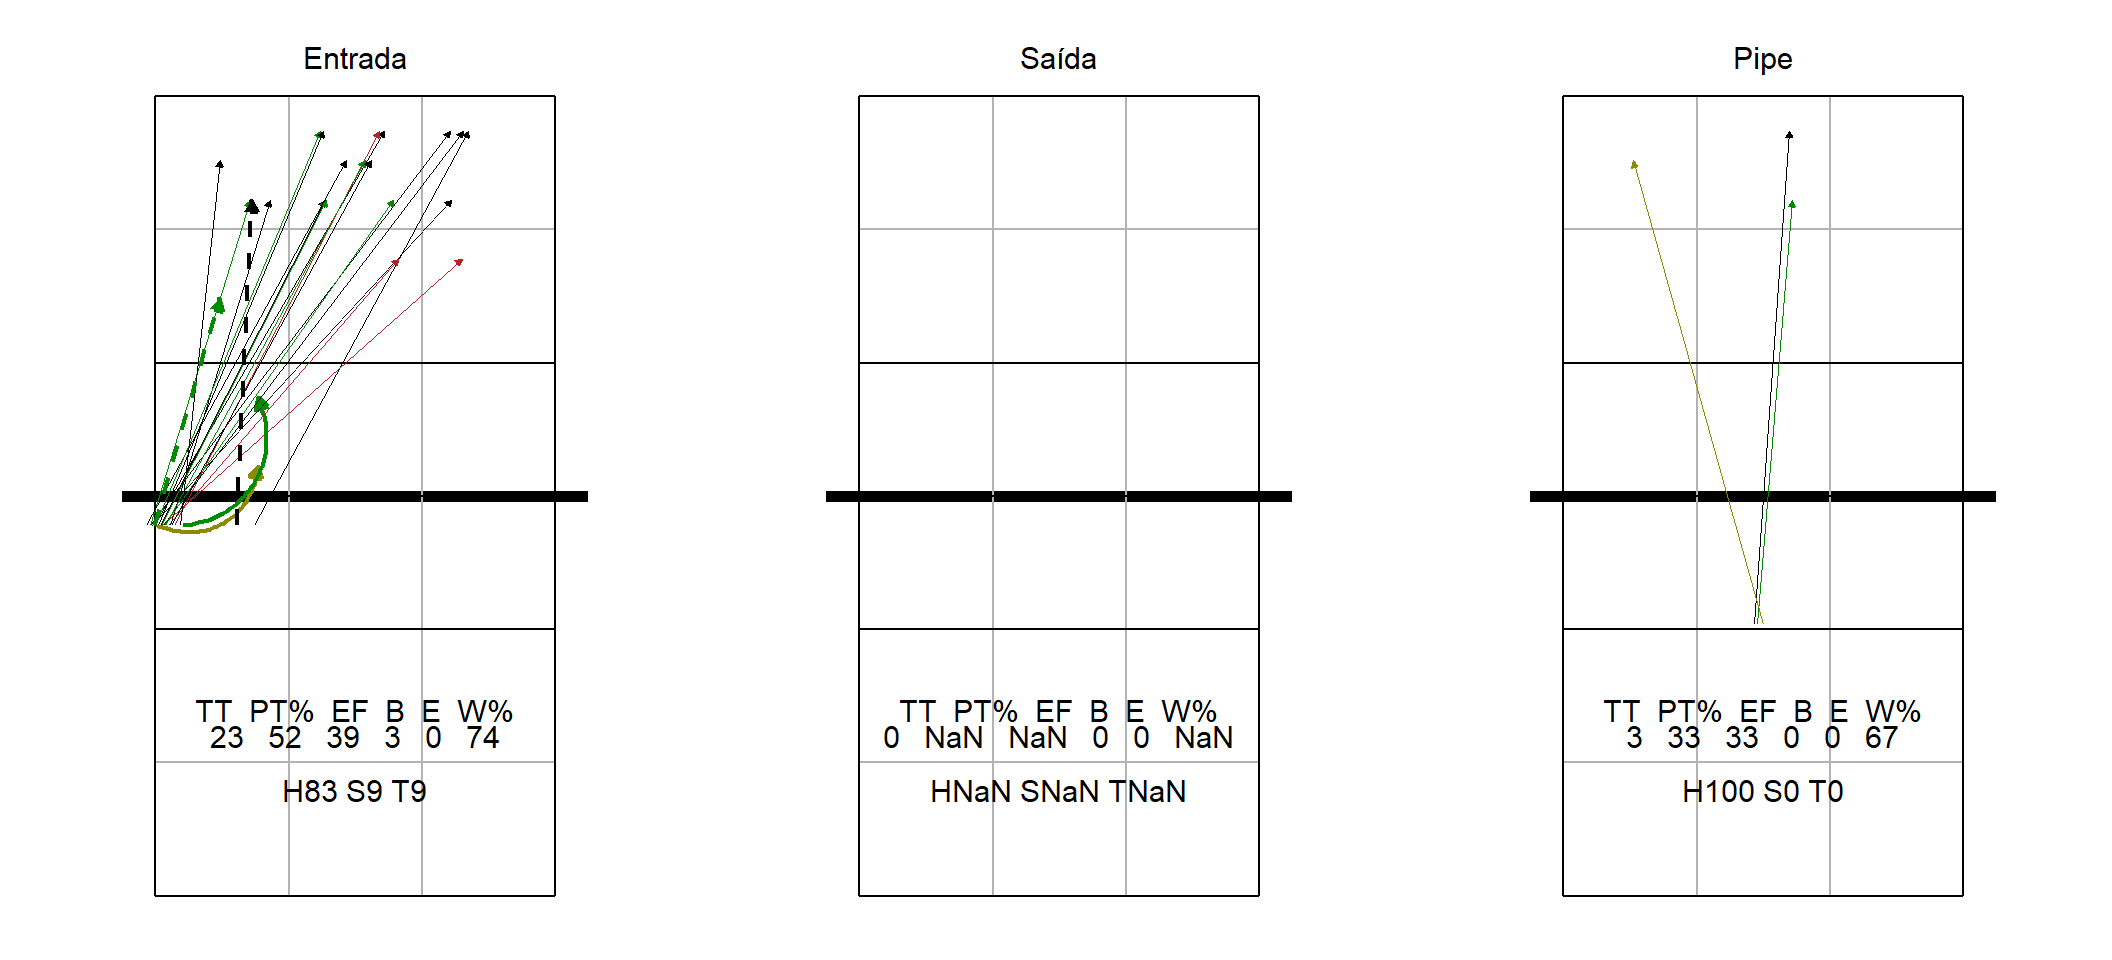 Entrada
TT PT% EF B E W%
23 52 39 3 0 74
H83 S9 T9
Saída
TT PT% EF B E W%
0 NaN NaN 0 0 NaN
HNaN SNaN TNaN
Pipe
TT PT% EF B E W%
3 33 33 0 0 67
H100 S0 T0